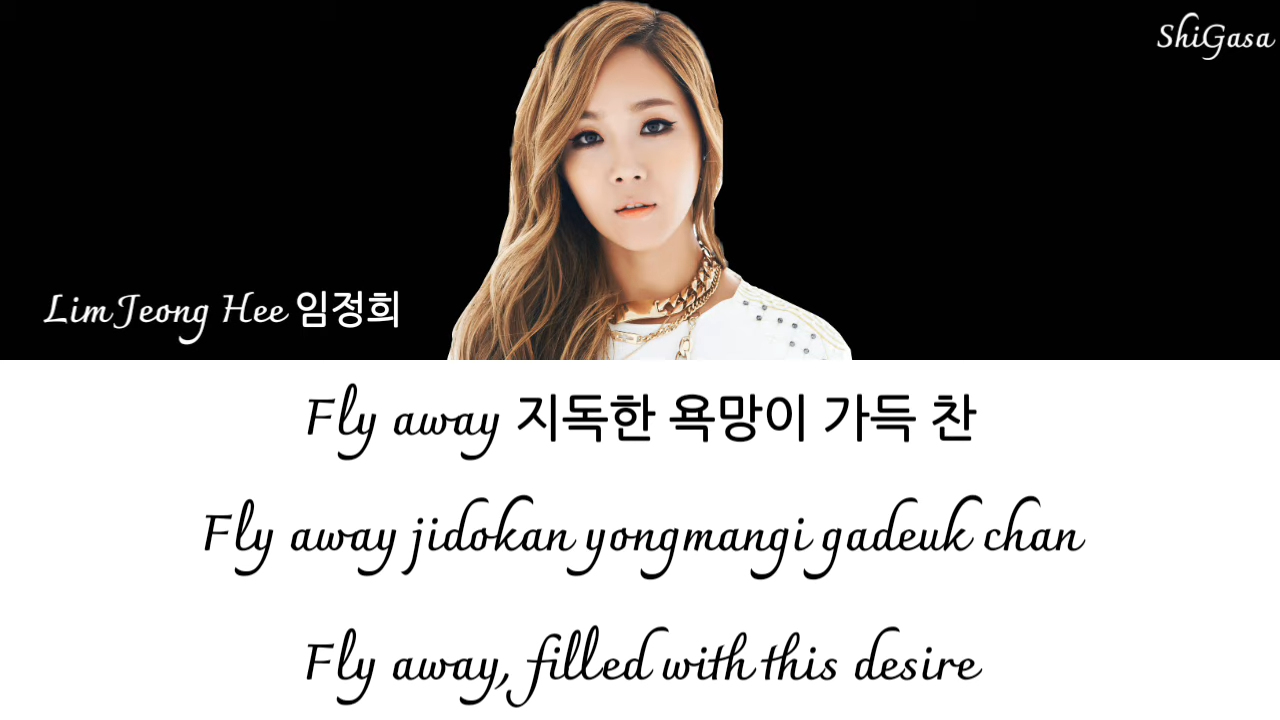 ShiGasa
Lim Jeong Hee 임정희
Fly away 지독한 욕망이 가득 찬
Fly away jidokan yongmangi gadeuk chan
Fly away, filled with this desire